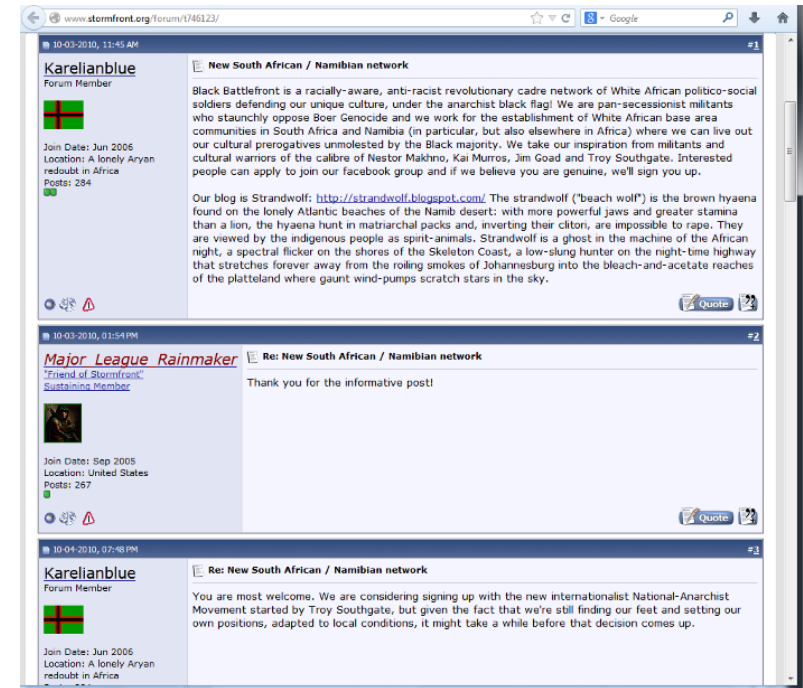 www.stormfront.org/forum/t746123/
Google
10-03-2010, 11:45 AM
#1
Karelianblue
Forum Member
Join Date: Jun 2006
Location: A lonely Aryan
redoubt in Africa
Posts: 284
New South African / Namibian network
Black Battlefront is a racially-aware, anti-racist revolutionary cadre network of White African politico-social
soldiers defending our unique culture, under the anarchist black flag! We are pan-secessionist militants
who staunchly oppose Boer Genocide and we work for the establishment of White African base area
communities in South Africa and Namibia (in particular, but also elsewhere in Africa) where we can live out
our cultural prerogatives unmolested by the Black majority. We take our inspiration from militants and
cultural warriors of the calibre of Nestor Makhno, Kai Murros, Jim Goad and Troy Southgate. Interested
people can apply to join our facebook group and if we believe you are genuine, we'll sign you up.
Our blog is Strandwolf: http://strandwolf.blogspot.com/ The strandwolf ("beach wolf") is the brown hyaena
found on the lonely Atlantic beaches of the Namib desert: with more powerful jaws and greater stamina
than a lion, the hyaena hunt in matriarchal packs and, inverting their clitori, are impossible to rape. They
are viewed by the indigenous people as spirit-animals. Strandwolf is a ghost in the machine of the African
night, a spectral flicker on the shores of the Skeleton Coast, a low-slung hunter on the night-time highway
that stretches forever away from the roiling smokes of Johannesburg into the bleach-and-acetate reaches
of the platteland where gaunt wind-pumps scratch stars in the sky.
Quote
10-03-2010, 01:54 PM
#2
Major League Rainmaker
"Friend of Stormfront"
Sustaining Member
Join Date: Sep 2005
Location: United States
Posts: 267
Re: New South African / Namibian network
Thank you for the informative post!
Quote
10-04-2010, 07:48 PM
#3
Karelianblue
Forum Member
Join Date: Jun 2006
Location: A lonely Aryan
redoubt in Africa
Re: New South African / Namibian network
You are most welcome. We are considering signing up with the new internationalist National-Anarchist
Movement started by Troy Southgate, but given the fact that we're still finding our feet and setting our
own positions, adapted to local conditions, it might take a while before that decision comes up.